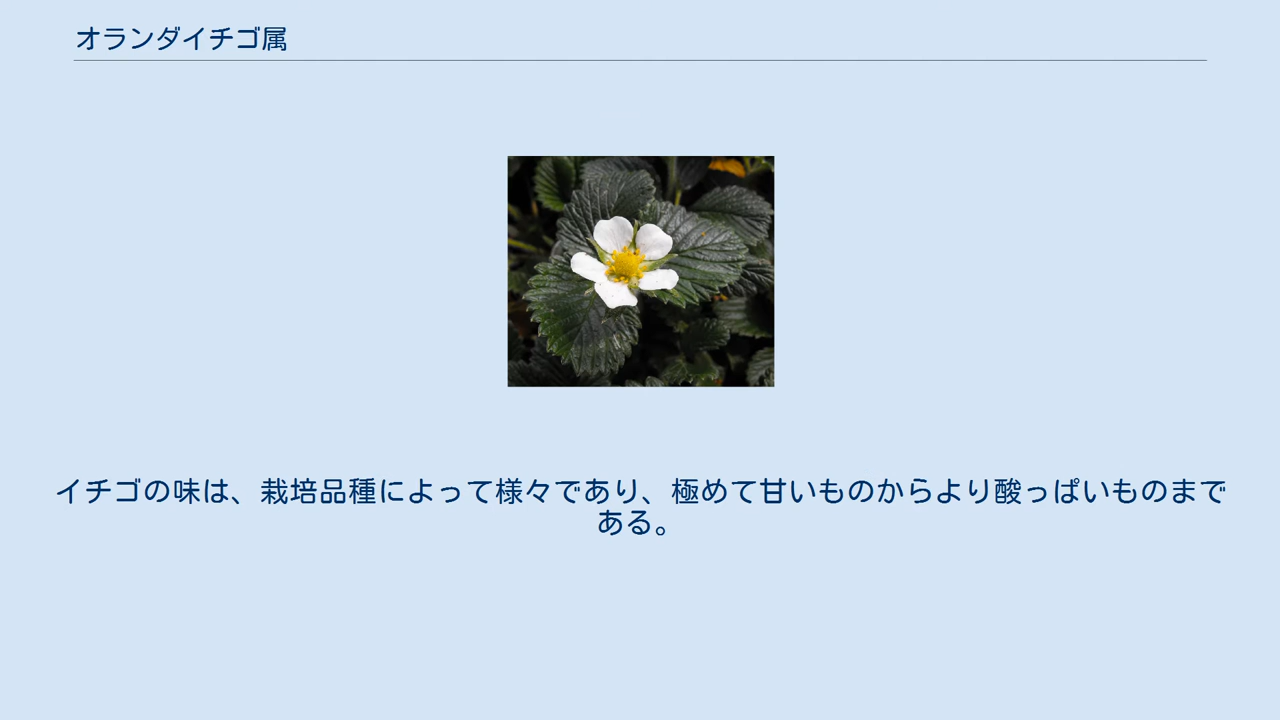 オランダイチゴ属
イチゴの味は、栽培品種によって様々であり、極めて甘いものからより酸っぱいものまで
ある。